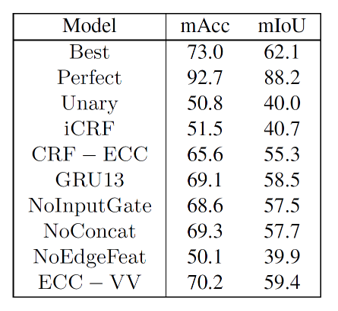 Model mAcc mIoU
Best 73.0 62.1
Perfect 92.7 88.2
Unary 50.8 40.0
iCRF 51.5 40.7
CRF − ECC 65.6 55.3
GRU13 69.1 58.5
NoInputGate 68.6 57.5
NoConcat 69.3 57.7
NoEdgeFeat 50.1 39.9
ECC − VV 70.2 59.4